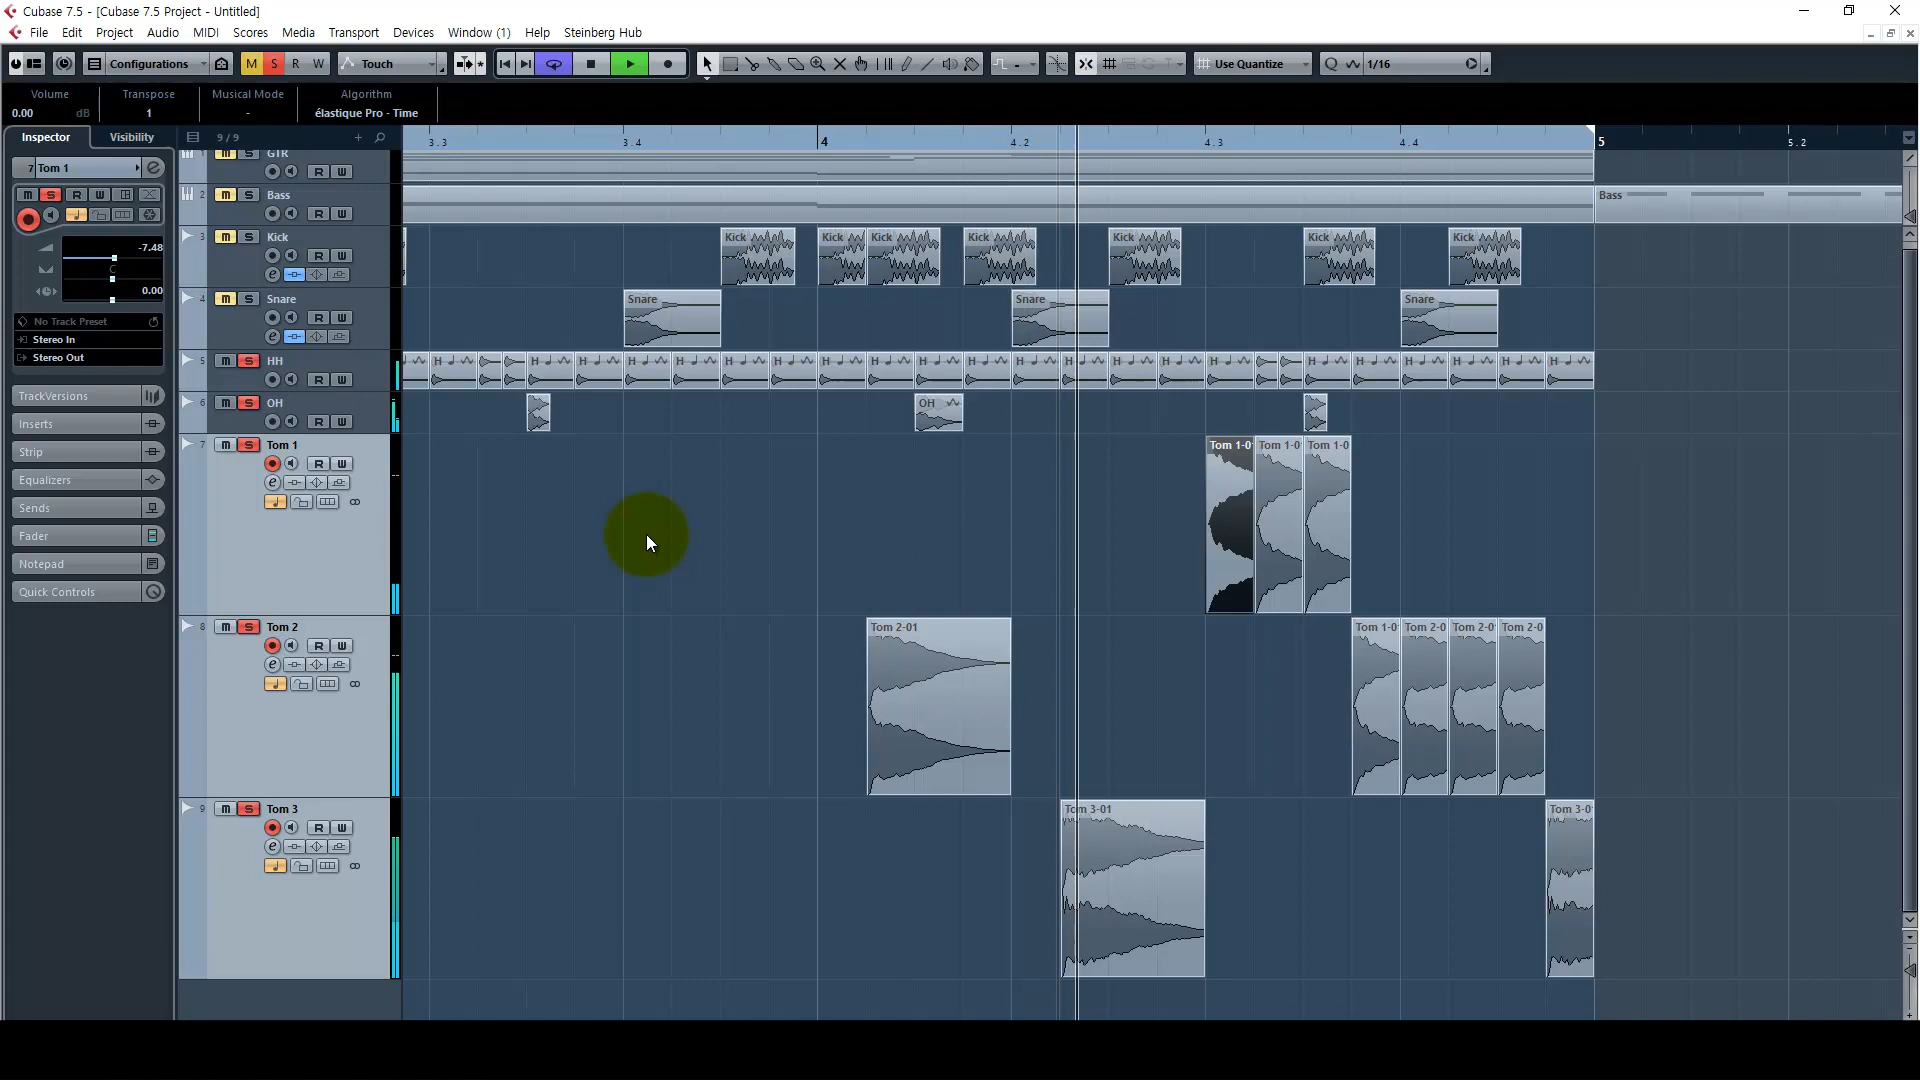 Cubase 7.5 - [Cubase 7.5 Project - Untitled]
File Edit Project Audio MIDI Scores Media Transport Devices Window (1) Help Steinberg Hub
Configurations M S R W Touch Use Quantize Q 1/16
Volume Transpose Musical Mode Algorithm
0.00 dB 1 - élastique Pro - Time
Inspector Visibility 9 / 9
3.3 3.4 4 4.2 4.3 4.4 5 5.2
7 Tom 1
M S R W
-7.48
C
0.00
No Track Preset
Stereo In
Stereo Out
TrackVersions
Inserts
Strip
Equalizers
Sends
Fader
Notepad
Quick Controls
1 M S GTR
R W
2 M S Bass Bass
R W
3 M S Kick Kick Kick Kick Kick Kick Kick Kick
R W
e
4 M S Snare Snare Snare Snare
R W
e
5 M S HH H H H H H H H H H H H H H H H H H H H H
R W
6 M S OH OH
R W
7 M S Tom 1 Tom 1-0 Tom 1-0 Tom 1-0
R W
e
8 M S Tom 2 Tom 2-01 Tom 1-0 Tom 2-0 Tom 2-0 Tom 2-0
R W
e
9 M S Tom 3 Tom 3-01 Tom 3-0
R W
e